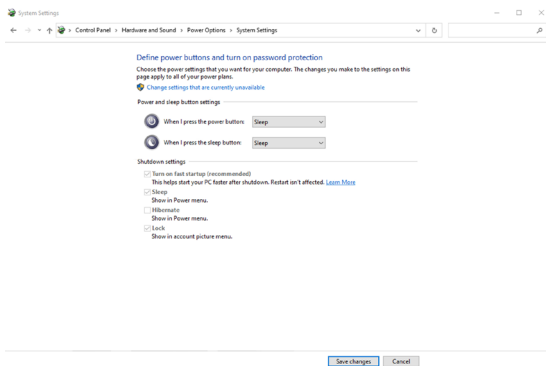 System Settings
Control Panel > Hardware and Sound > Power Options > System Settings
Define power buttons and turn on password protection
Choose the power settings that you want for your computer. The changes you make to the settings on this
page apply to all of your power plans.
Change settings that are currently unavailable
Power and sleep button settings
When I press the power button: Sleep
When I press the sleep button: Sleep
Shutdown settings
Turn on fast startup (recommended)
This helps start your PC faster after shutdown. Restart isn't affected. Learn More
Sleep
Show in Power menu.
Hibernate
Show in Power menu.
Lock
Show in account picture menu.
Save changes Cancel